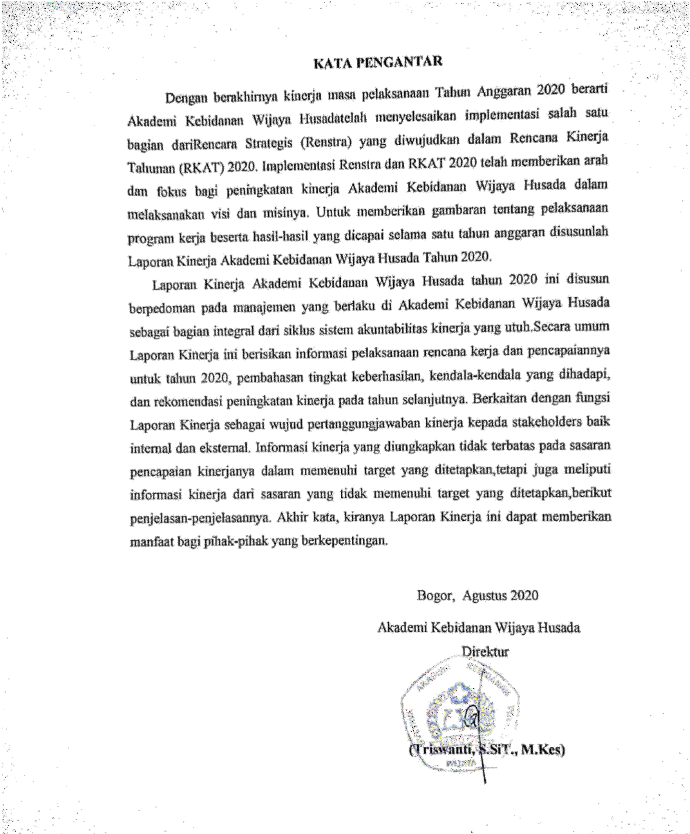 KATA PENGANTAR
Dengan berakhirnya kinerja masa pelaksanaan Tahun Anggaran 2020 berarti
Akademi Kebidanan Wijaya Husadatelah menyelesaikan implementasi salah satu
bagian dariRencara Strategis (Renstra) yang diwujudkan dalam Rencana Kinerja
Tahunan (RKAT) 2020. Implementasi Renstra dan RKAT 2020 telah memberikan arah
dan fokus bagi peningkatan kinerja Akademi Kebidanan Wijaya Husada dalam
melaksanakan visi dan misinya. Untuk memberikan gambaran tentang pelaksanaan
program kerja beserta hasil-hasil yang dicapai selama satu tahun anggaran disusunlah
Laporan Kinerja Akademi Kebidanan Wijaya Husada Tahun 2020.
Laporan Kinerja Akademi Kebidanan Wijaya Husada tahun 2020 ini disusun
berpedoman pada manajemen yang berlaku di Akademi Kebidanan Wijaya Husada
sebagai bagian integral dari siklus sistem akuntabilitas kinerja yang utuh.Secara umum
Laporan Kinerja ini berisikan informasi pelaksanaan rencana kerja dan pencapaiannya
untuk tahun 2020, pembahasan tingkat keberhasilan, kendala-kendala yang dihadapi,
dan rekomendasi peningkatan kinerja pada tahun selanjutnya. Berkaitan dengan fungsi
Laporan Kinerja sebagai wujud pertanggungjawaban kinerja kepada stakeholders baik
internal dan eksternal. Informasi kinerja yang diungkapkan tidak terbatas pada sasaran
pencapaian kinerjanya dalam memenuhi target yang ditetapkan,tetapi juga meliputi
informasi kinerja dari sasaran yang tidak memenuhi target yang ditetapkan,berikut
penjelasan-penjelasannya. Akhir kata, kiranya Laporan Kinerja ini dapat memberikan
manfaat bagi pihak-pihak yang berkepentingan.
Bogor, Agustus 2020
Akademi Kebidanan Wijaya Husada
Direktur
(Triswanti, S.SiT., M.Kes)